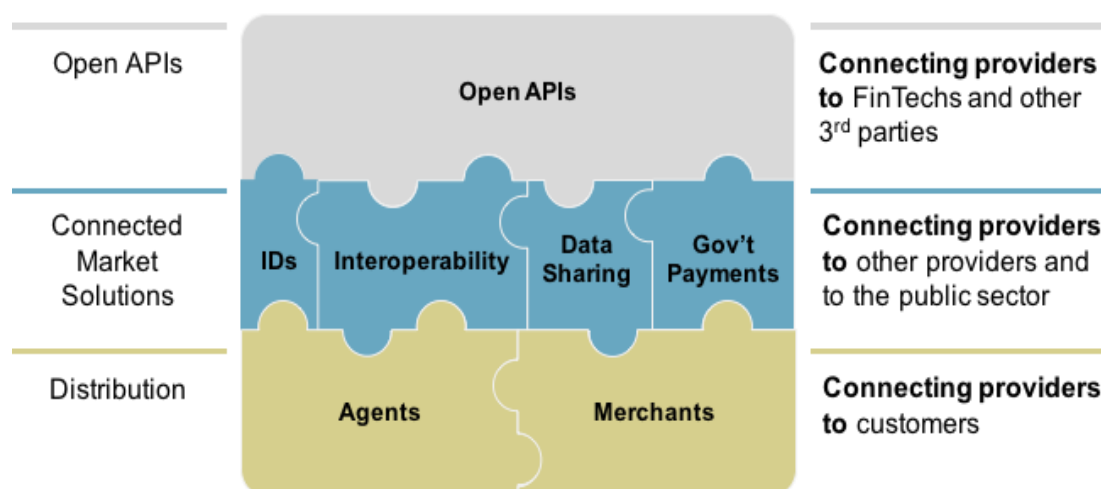 Open APIs
Open APIs
Connecting providers
to FinTechs and other
3rd parties
Connected
Market
Solutions
IDs
Interoperability
Data
Sharing
Gov’t
Payments
Connecting providers
to other providers and
to the public sector
Distribution
Agents
Merchants
Connecting providers
to customers